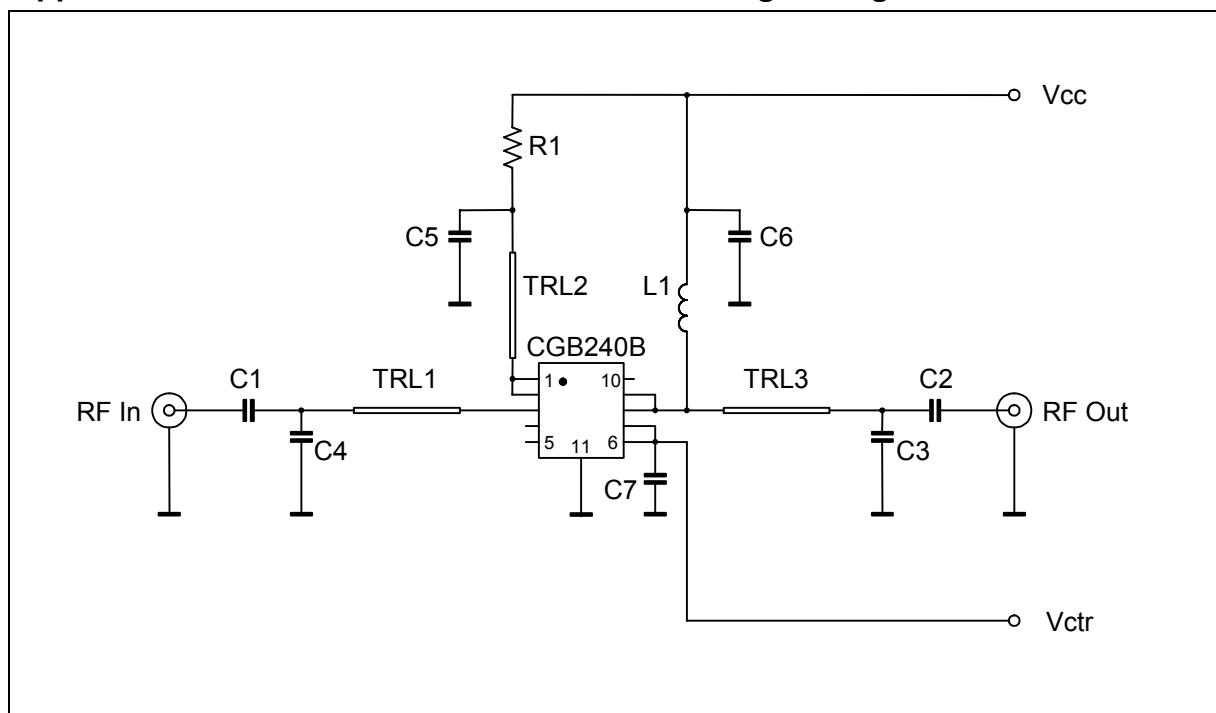 Vcc
R1
C5
C6
TRL2
L1
CGB240B
1
10
C1
TRL1
TRL3
C2
RF In
RF Out
C4
5
11
6
C3
C7
Vctr